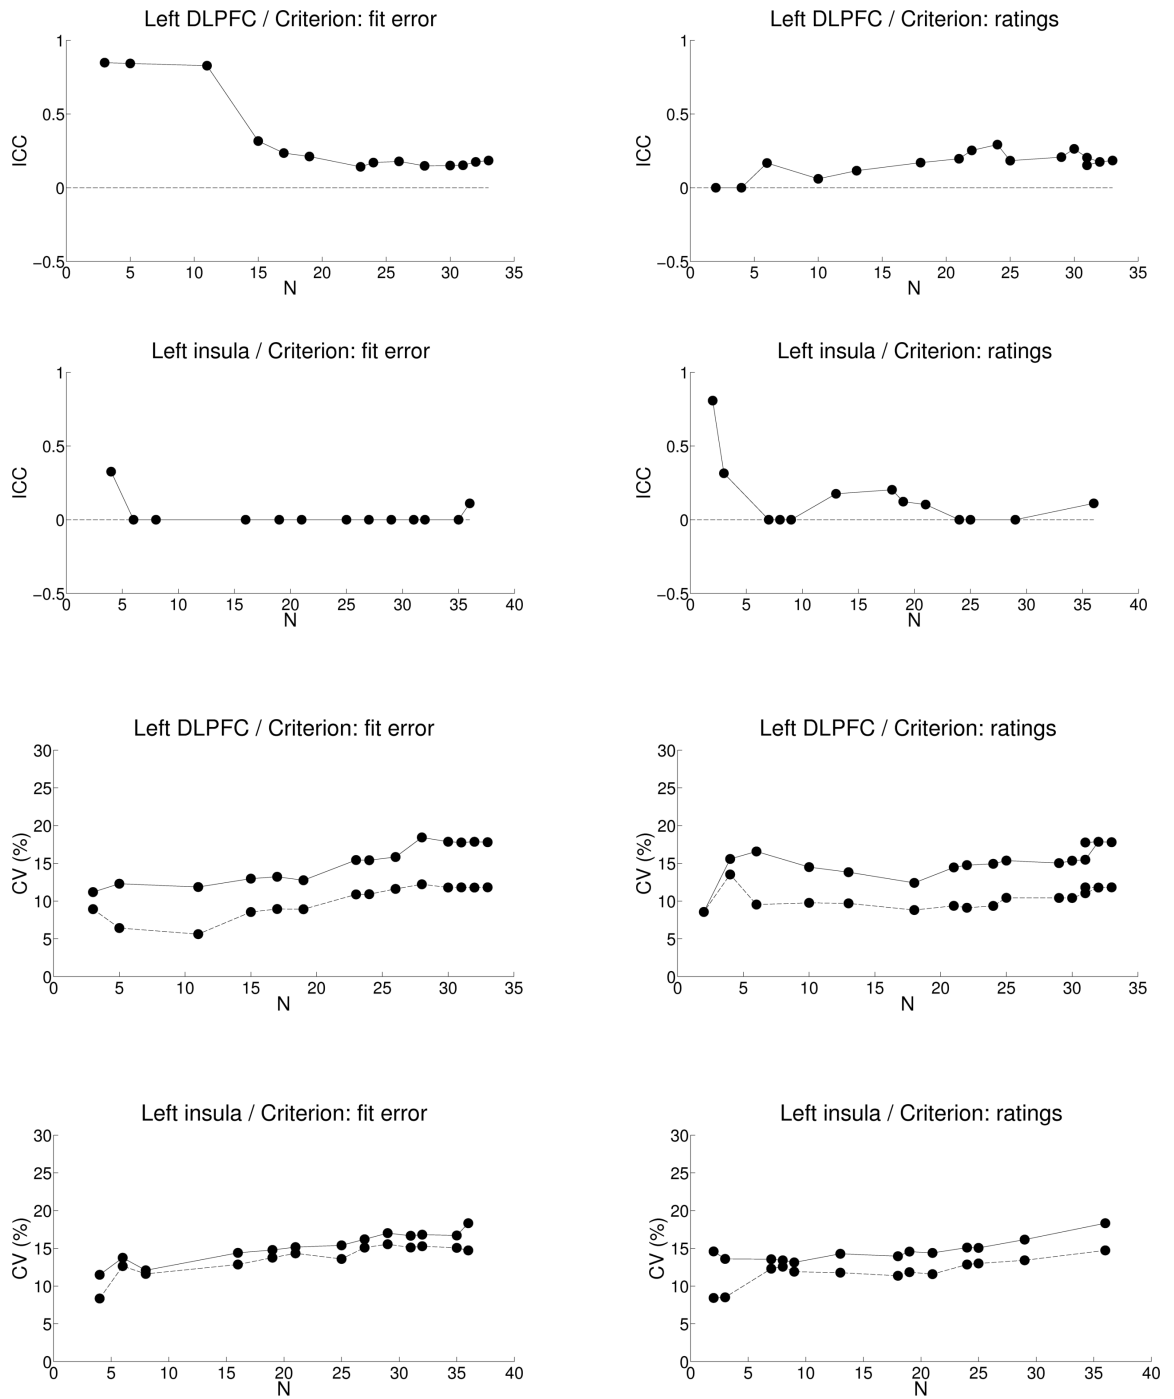 Left DLPFC / Criterion: fit error
1
0.5
0
−0.5
ICC
0 5 10 15 20 25 30 35
N
Left DLPFC / Criterion: ratings
1
0.5
0
−0.5
ICC
0 5 10 15 20 25 30 35
N
Left insula / Criterion: fit error
1
0.5
0
−0.5
ICC
0 5 10 15 20 25 30 35 40
N
Left insula / Criterion: ratings
1
0.5
0
−0.5
ICC
0 5 10 15 20 25 30 35 40
N
Left DLPFC / Criterion: fit error
30
25
20
15
10
5
0
CV (%)
0 5 10 15 20 25 30 35
N
Left DLPFC / Criterion: ratings
30
25
20
15
10
5
0
CV (%)
0 5 10 15 20 25 30 35
N
Left insula / Criterion: fit error
30
25
20
15
10
5
0
CV (%)
0 5 10 15 20 25 30 35 40
N
Left insula / Criterion: ratings
30
25
20
15
10
5
0
CV (%)
0 5 10 15 20 25 30 35 40
N